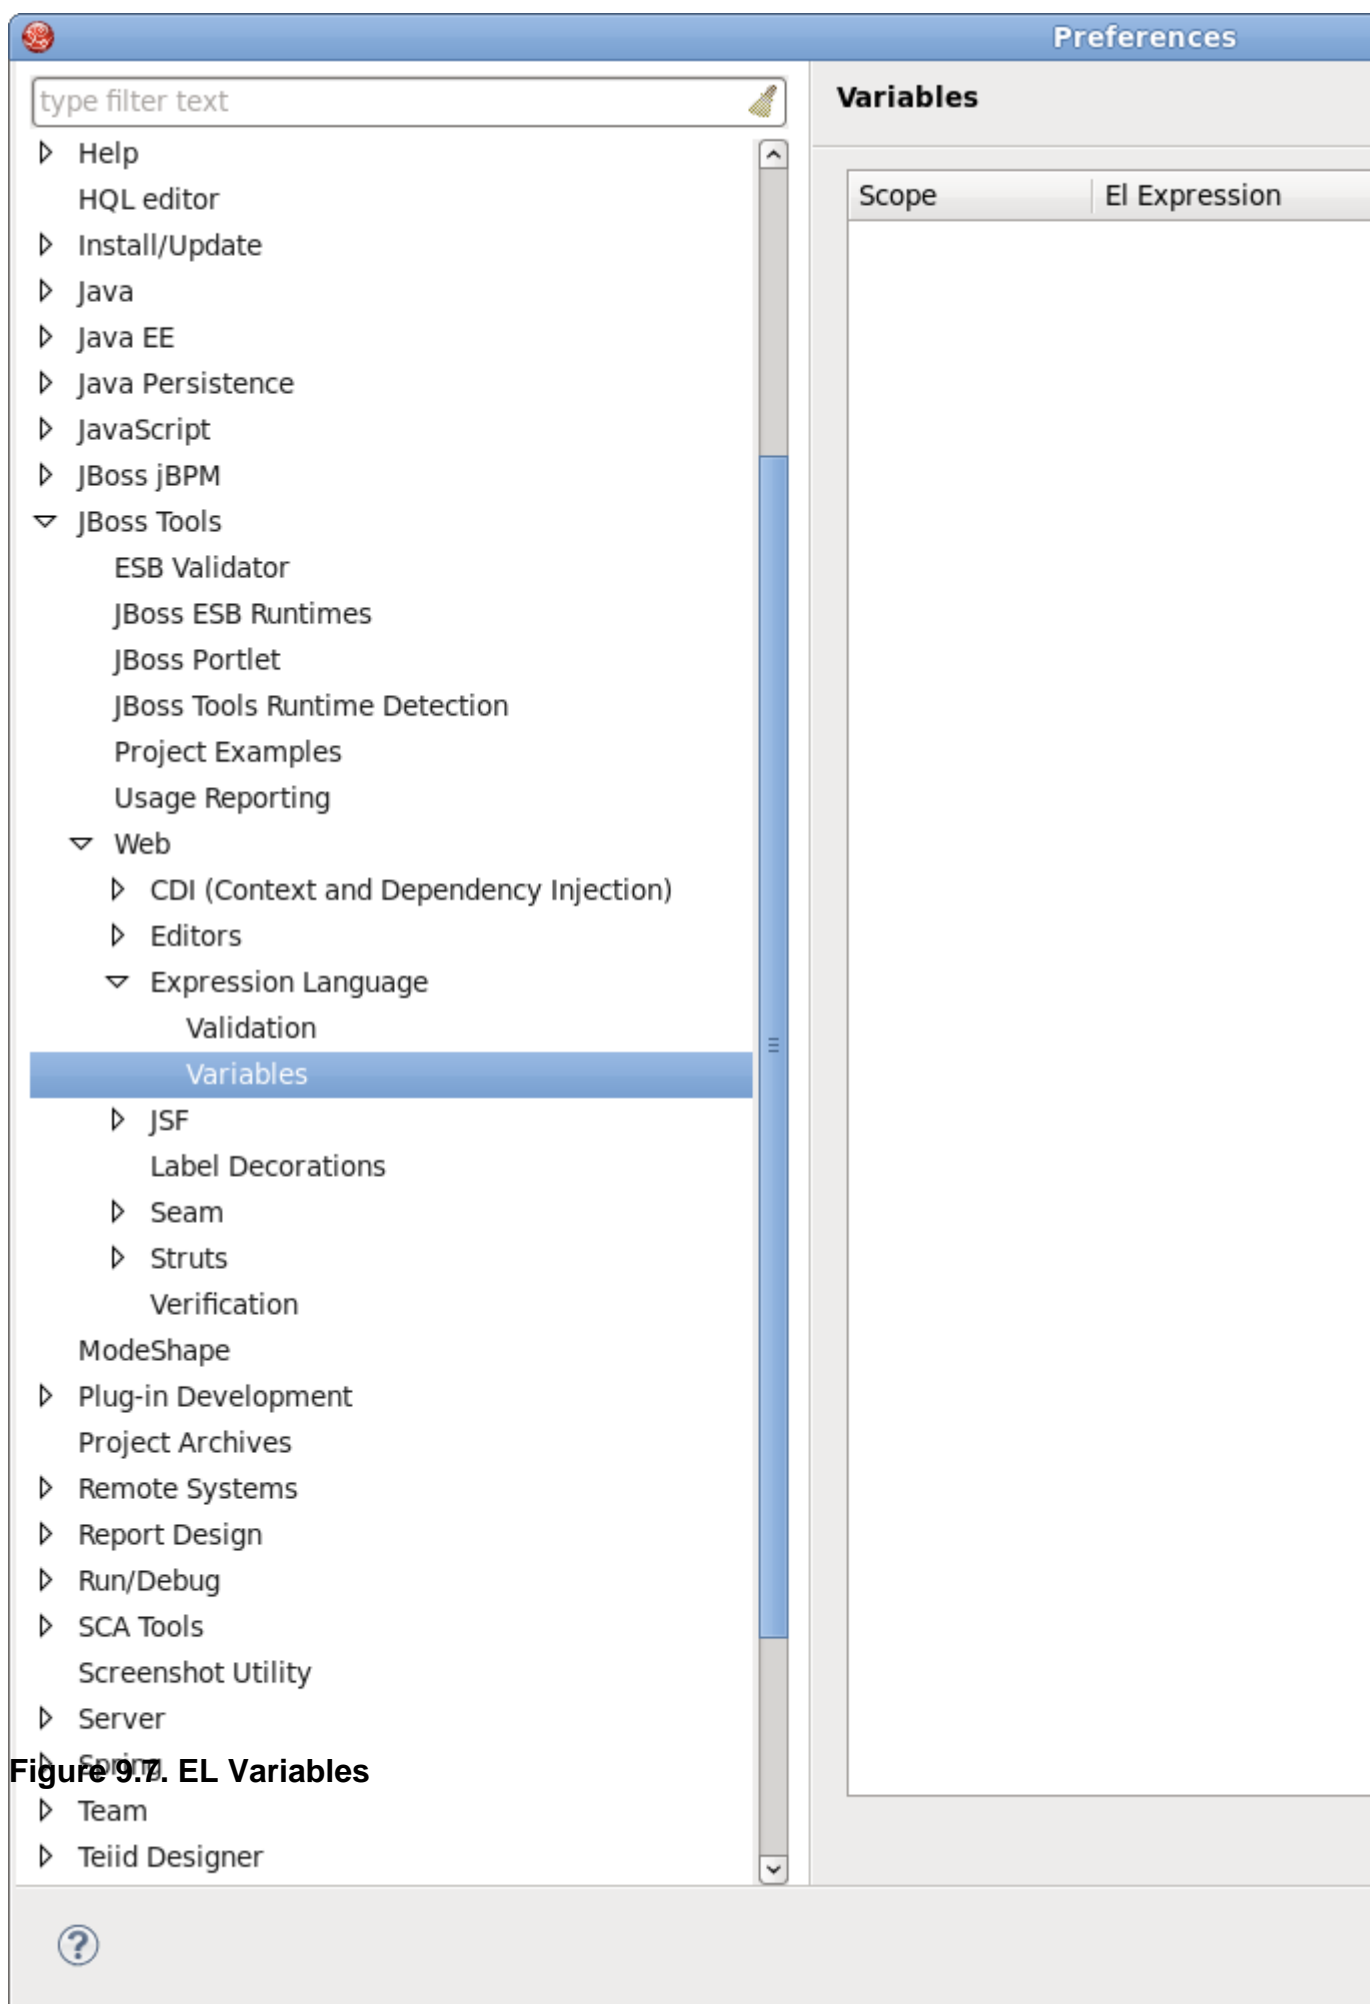 Preferences
type filter text
Help
HQL editor
Install/Update
Java
Java EE
Java Persistence
JavaScript
JBoss jBPM
JBoss Tools
ESB Validator
JBoss ESB Runtimes
JBoss Portlet
JBoss Tools Runtime Detection
Project Examples
Usage Reporting
Web
CDI (Context and Dependency Injection)
Editors
Expression Language
Validation
Variables
JSF
Label Decorations
Seam
Struts
Verification
ModeShape
Plug-in Development
Project Archives
Remote Systems
Report Design
Run/Debug
SCA Tools
Screenshot Utility
Server
Spring
Figure 9.7. EL Variables
Team
Teiid Designer
Variables
Scope El Expression